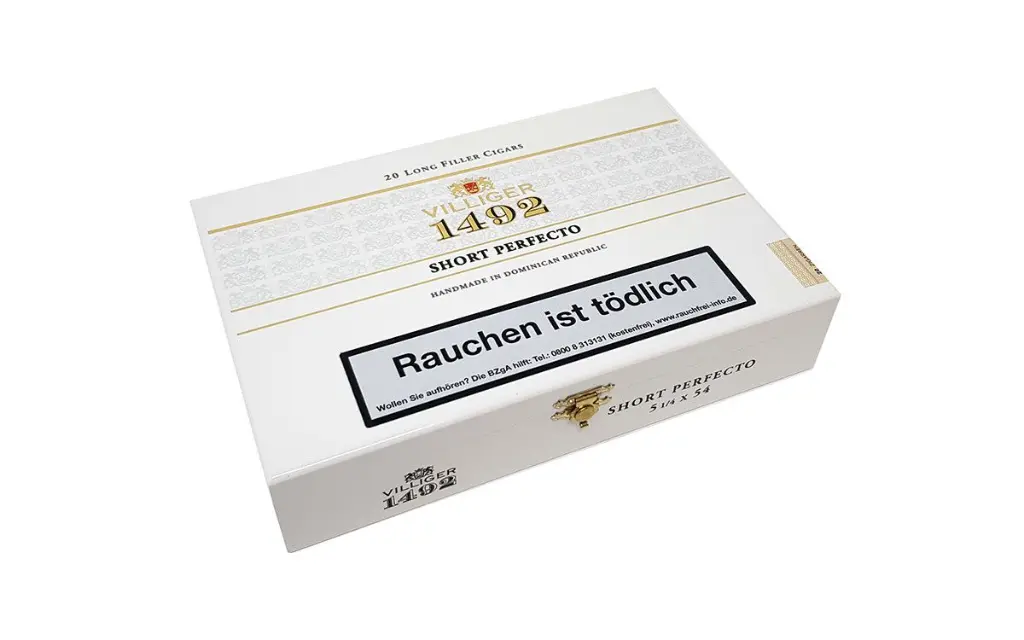 20 Long Filler Cigars
VILLIGER
1492
SHORT PERFECTO
HANDMADE IN DOMINICAN REPUBLIC
Rauchen ist tödlich
Wollen Sie aufhören? Die BZgA hilft: Tel.: 0800 8 313131 (kostenfrei), www.rauchfrei-info.de
SHORT PERFECTO
5 1/4 x 54
VILLIGER
1492